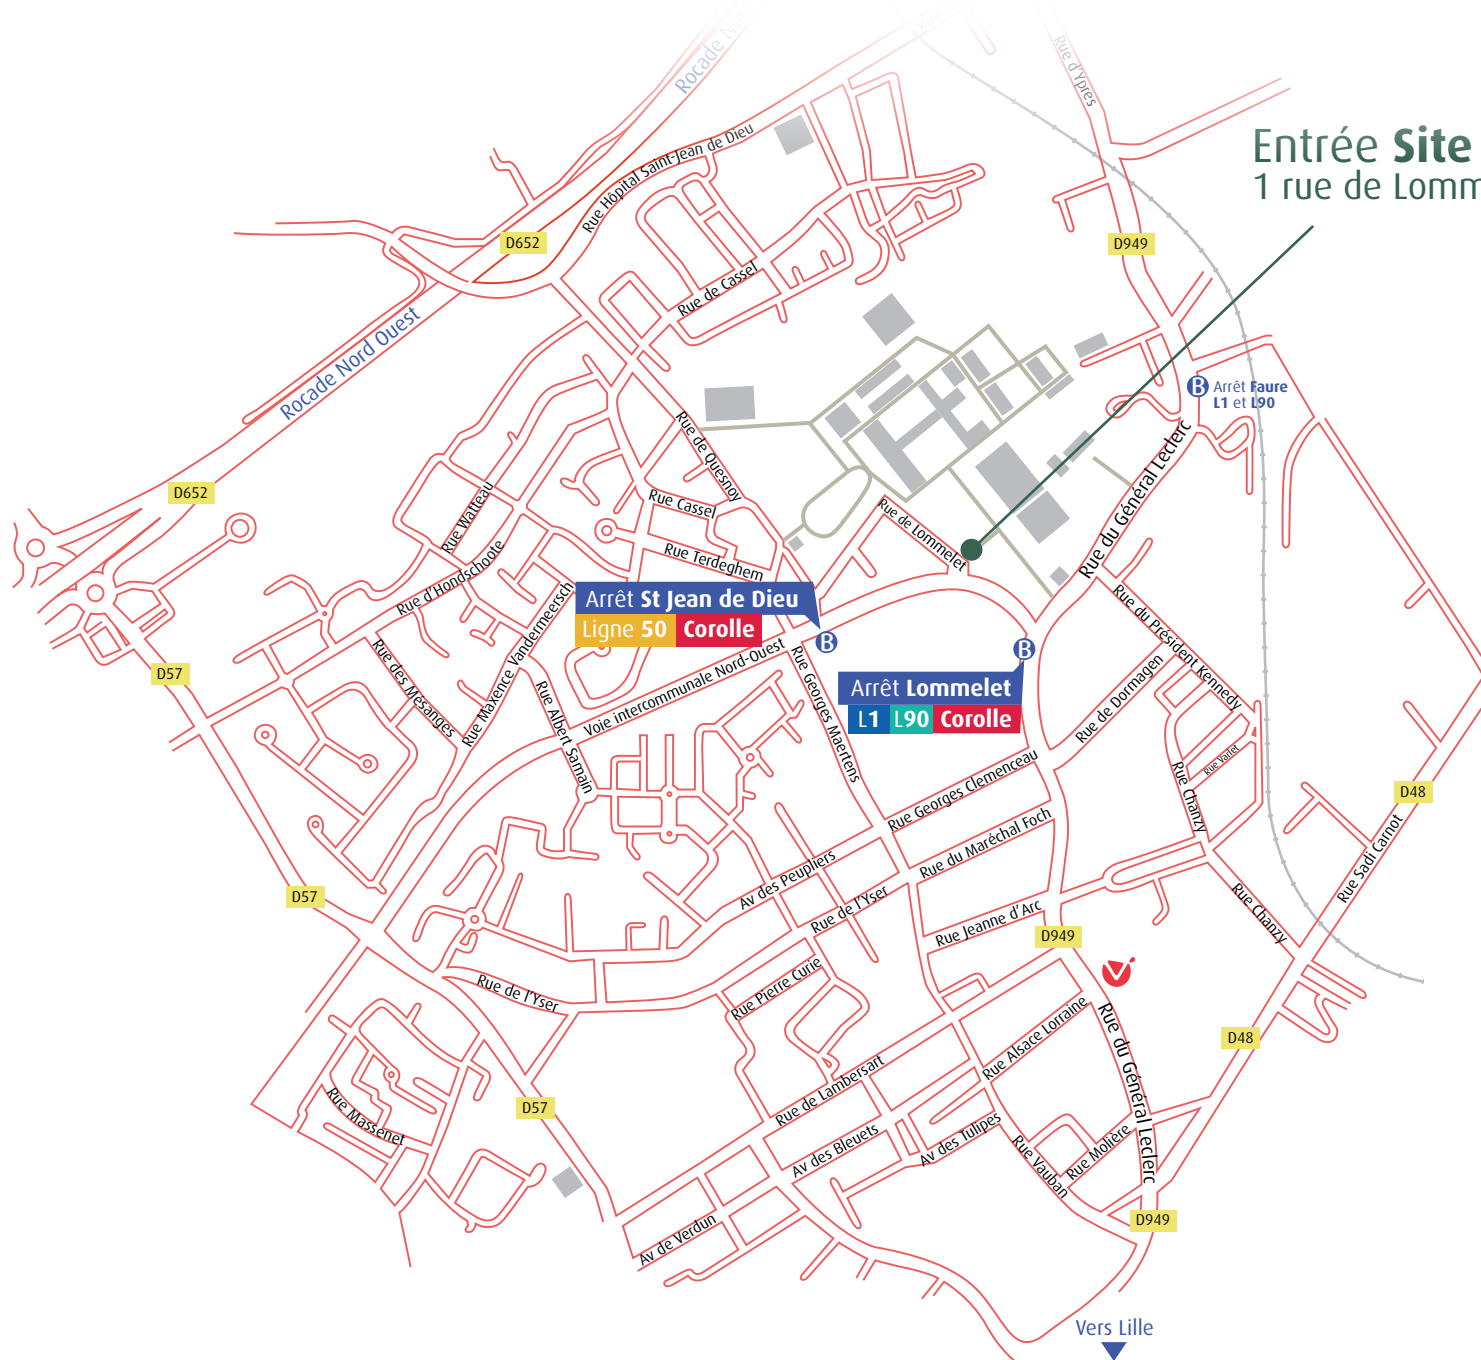 Rocade No
Rue d'Ypres
Entrée Site
1 rue de Lomm
Rue Hôpital Saint-Jean de Dieu
D652
D949
Rue de Cassel
Rocade Nord Ouest
B
Arrêt Faure
L1 et L90
Rue de Quesnoy
Rue du Général Leclerc
D652
Rue Watteau
Rue Cassel
Rue de Lommelet
Rue Terdeghem
Rue d'Hondschoote
Arrêt St Jean de Dieu
Ligne 50 Corolle
B
B
Rue du Président Kennedy
Rue Maxence Vandermeersch
Rue des Mésanges
D57
Voie intercommunale Nord-Ouest
Rue Albert Samain
Rue Georges Maertens
Arrêt Lommelet
L1 L90 Corolle
Rue de Dormagen
Rue Varlet
Rue Chanzy
D48
Rue Georges Clemenceau
Rue du Maréchal Foch
Rue Sadi Carnot
Av des Peupliers
D57
Rue de l'Yser
Rue Jeanne d'Arc
Rue Chanzy
D949
Rue de l'Yser
Rue Pierre Curie
Rue Alsace Lorraine
Rue du Général Leclerc
D48
Rue de Lambersart
D57
Rue Massenet
Av des Bleuets
Av des Tulipes
Rue Vauban
Rue Molière
Av de Verdun
D949
Vers Lille